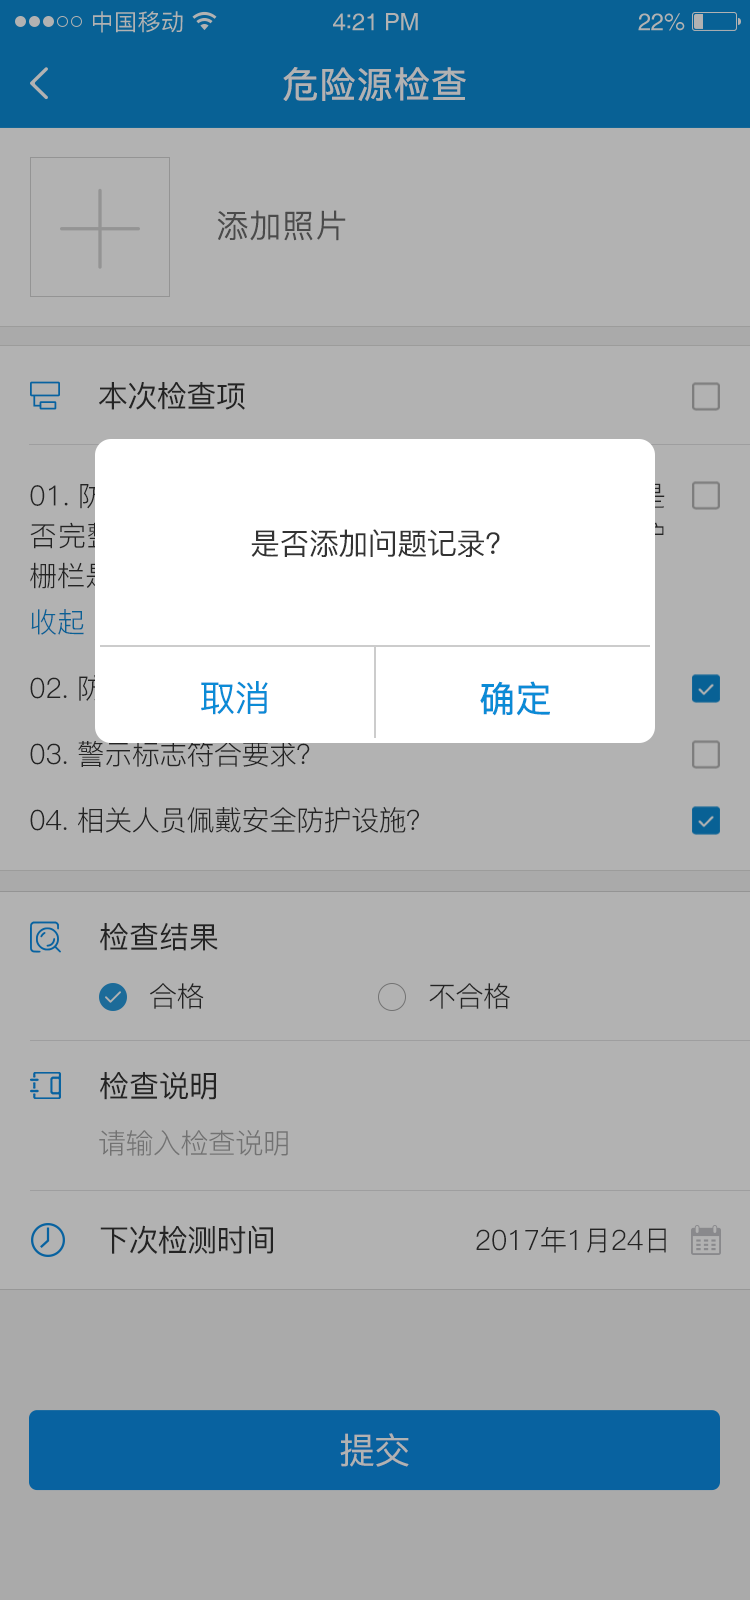 中国移动 4:21 PM 22%
危险源检查
添加照片
本次检查项
01. 防
否完整
栅栏是
收起
是否添加问题记录?
取消 确定
02. 防
03. 警示标志符合要求?
04. 相关人员佩戴安全防护设施?
检查结果
合格 不合格
检查说明
请输入检查说明
下次检测时间 2017年1月24日
提交